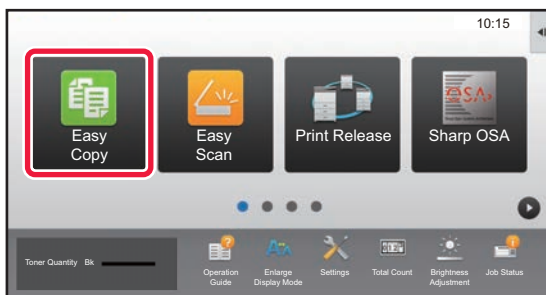 10:15
Easy
Copy
Easy
Scan
Print Release
Sharp OSA
Toner Quantity Bk
Operation
Guide
Enlarge
Display Mode
Settings
Total Count
Brightness
Adjustment
Job Status